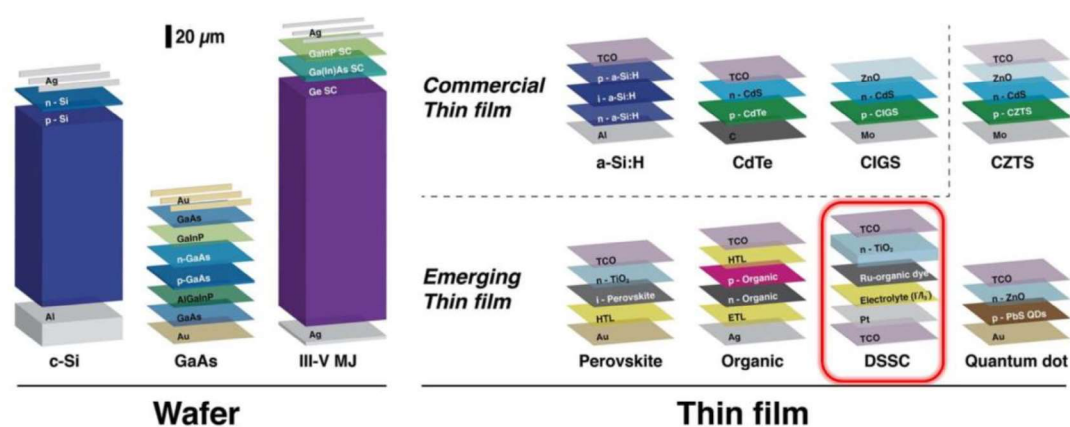 20 µm
Ag
n - Si
p - Si
Al
c-Si
Au
GaAs
GaInP
n-GaAs
p-GaAs
AlGaInP
GaAs
Au
GaAs
Ag
GaInP SC
Ga(In)As SC
Ge SC
Ag
III-V MJ
Wafer
Commercial
Thin film
TCO
p - a-Si:H
i - a-Si:H
n - a-Si:H
Al
a-Si:H
TCO
n - CdS
p - CdTe
C
CdTe
ZnO
n - CdS
p - CIGS
Mo
CIGS
TCO
ZnO
n - CdS
p - CZTS
Mo
CZTS
Emerging
Thin film
TCO
n - TiO₂
i - Perovskite
HTL
Au
Perovskite
TCO
HTL
p - Organic
n - Organic
ETL
Ag
Organic
TCO
n - TiO₂
Ru-organic dye
Electrolyte (I⁻/I₃⁻)
Pt
TCO
DSSC
TCO
n - ZnO
p - PbS QDs
Au
Quantum dot
Thin film